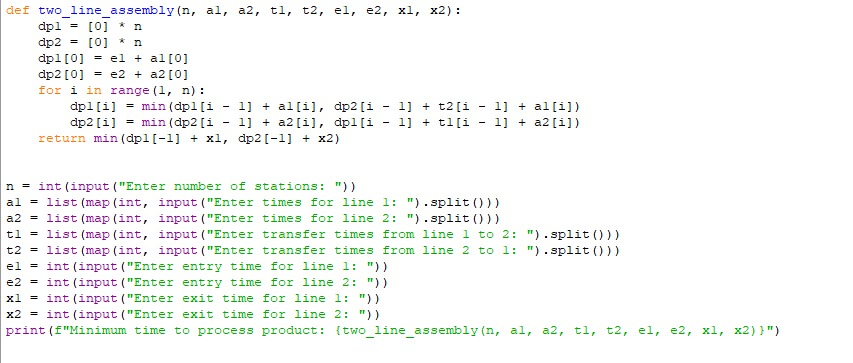 def two_line_assembly(n, a1, a2, t1, t2, e1, e2, x1, x2):
    dp1 = [0] * n
    dp2 = [0] * n
    dp1[0] = e1 + a1[0]
    dp2[0] = e2 + a2[0]
    for i in range(1, n):
        dp1[i] = min(dp1[i - 1] + a1[i], dp2[i - 1] + t2[i - 1] + a1[i])
        dp2[i] = min(dp2[i - 1] + a2[i], dp1[i - 1] + t1[i - 1] + a2[i])
    return min(dp1[-1] + x1, dp2[-1] + x2)
n = int(input("Enter number of stations: "))
a1 = list(map(int, input("Enter times for line 1: ").split()))
a2 = list(map(int, input("Enter times for line 2: ").split()))
t1 = list(map(int, input("Enter transfer times from line 1 to 2: ").split()))
t2 = list(map(int, input("Enter transfer times from line 2 to 1: ").split()))
e1 = int(input("Enter entry time for line 1: "))
e2 = int(input("Enter entry time for line 2: "))
x1 = int(input("Enter exit time for line 1: "))
x2 = int(input("Enter exit time for line 2: "))
print(f"Minimum time to process product: {two_line_assembly(n, a1, a2, t1, t2, e1, e2, x1, x2)}")